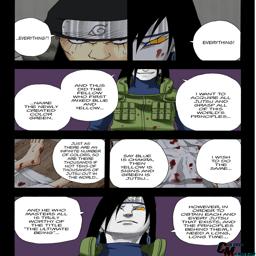 ...EVERYTHING?!
EVERYTHING!!
I WANT TO
ACQUIRE ALL
JUTSU AND
GRASP ALL OF
THIS WORLD'S
PRINCIPLES...
AND THUS DID
THE FELLOW
WHO FIRST
MIXED BLUE
AND YELLOW...
...NAME
THE NEWLY
CREATED
COLOR
GREEN...
I WISH
TO DO
THE
SAME...
SAY BLUE
IS CHAKRA,
THEN
YELLOW IS
SIGNS AND
GREEN IS
JUTSU...
JUST AS
THERE ARE AN
INFINITE NUMBER
OF COLORS, SO
ARE THERE
THOUSANDS IF
NOT TENS OF
THOUSANDS OF
JUTSU OUT IN THE
WORLD...
HOWEVER, IN
ORDER TO
OBTAIN EACH AND
EVERY JUTSU
THAT EXISTS, AND
THE PRINCIPLES
BEHIND THEM, I
NEED A LONG,
LONG TIME...
AND HE WHO
MASTERS ALL
IS TRULY
WORTHY OF
THE TITLE
"THE ULTIMATE
BEING"...